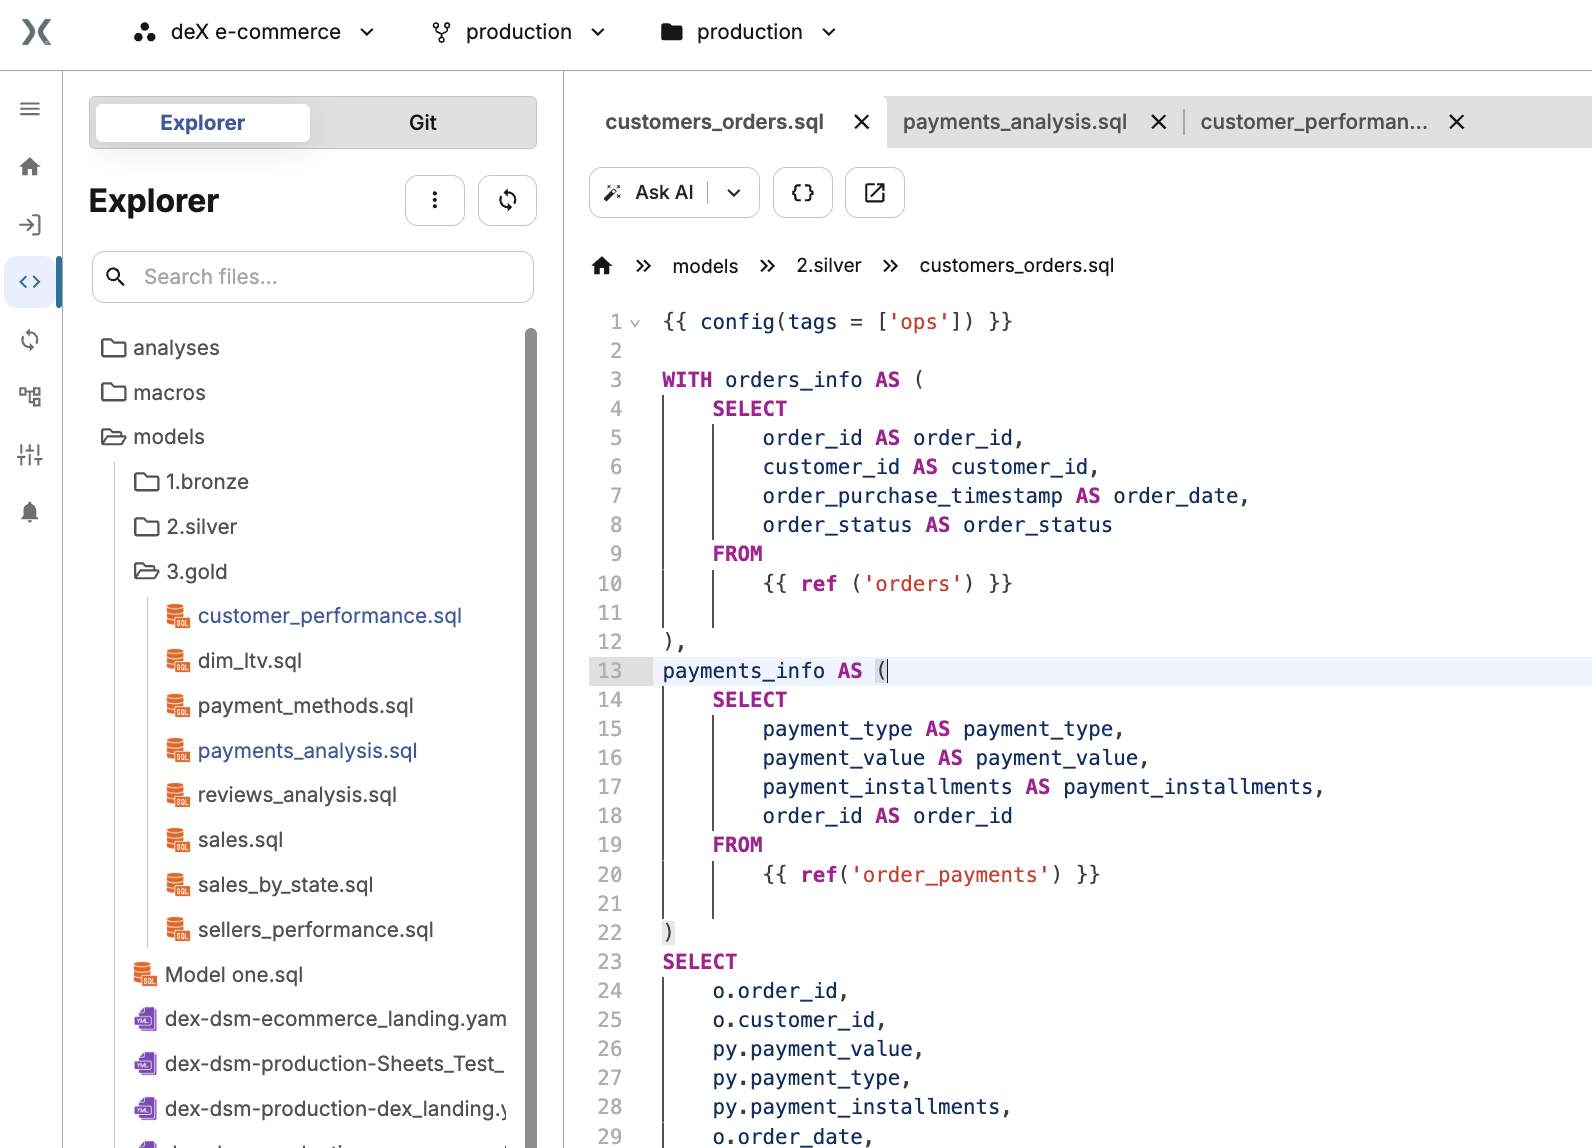 deX e-commerce production production
Explorer Git
Explorer
Search files...
analyses
macros
models
1.bronze
2.silver
3.gold
customer_performance.sql
dim_ltv.sql
payment_methods.sql
payments_analysis.sql
reviews_analysis.sql
sales.sql
sales_by_state.sql
sellers_performance.sql
Model one.sql
dex-dsm-ecommerce_landing.yam
dex-dsm-production-Sheets_Test_
dex-dsm-production-dex_landing.y
customers_orders.sql payments_analysis.sql customer_performan...
Ask AI {}
models 2.silver customers_orders.sql
1 {{ config(tags = ['ops']) }}
2
3 WITH orders_info AS (
4 SELECT
5 order_id AS order_id,
6 customer_id AS customer_id,
7 order_purchase_timestamp AS order_date,
8 order_status AS order_status
9 FROM
10 {{ ref ('orders') }}
11
12 ),
13 payments_info AS (
14 SELECT
15 payment_type AS payment_type,
16 payment_value AS payment_value,
17 payment_installments AS payment_installments,
18 order_id AS order_id
19 FROM
20 {{ ref('order_payments') }}
21
22 )
23 SELECT
24 o.order_id,
25 o.customer_id,
26 py.payment_value,
27 py.payment_type,
28 py.payment_installments,
29 o.order_date,